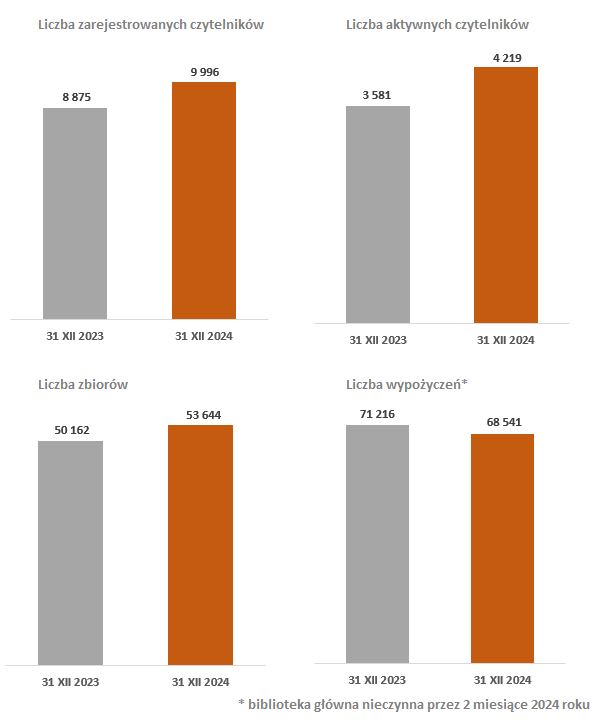 Liczba zarejestrowanych czytelników
9 996
8 875
31 XII 2023
31 XII 2024
Liczba aktywnych czytelników
4 219
3 581
31 XII 2023
31 XII 2024
Liczba zbiorów
53 644
50 162
31 XII 2023
31 XII 2024
Liczba wypożyczeń*
71 216
68 541
31 XII 2023
31 XII 2024
* biblioteka główna nieczynna przez 2 miesiące 2024 roku